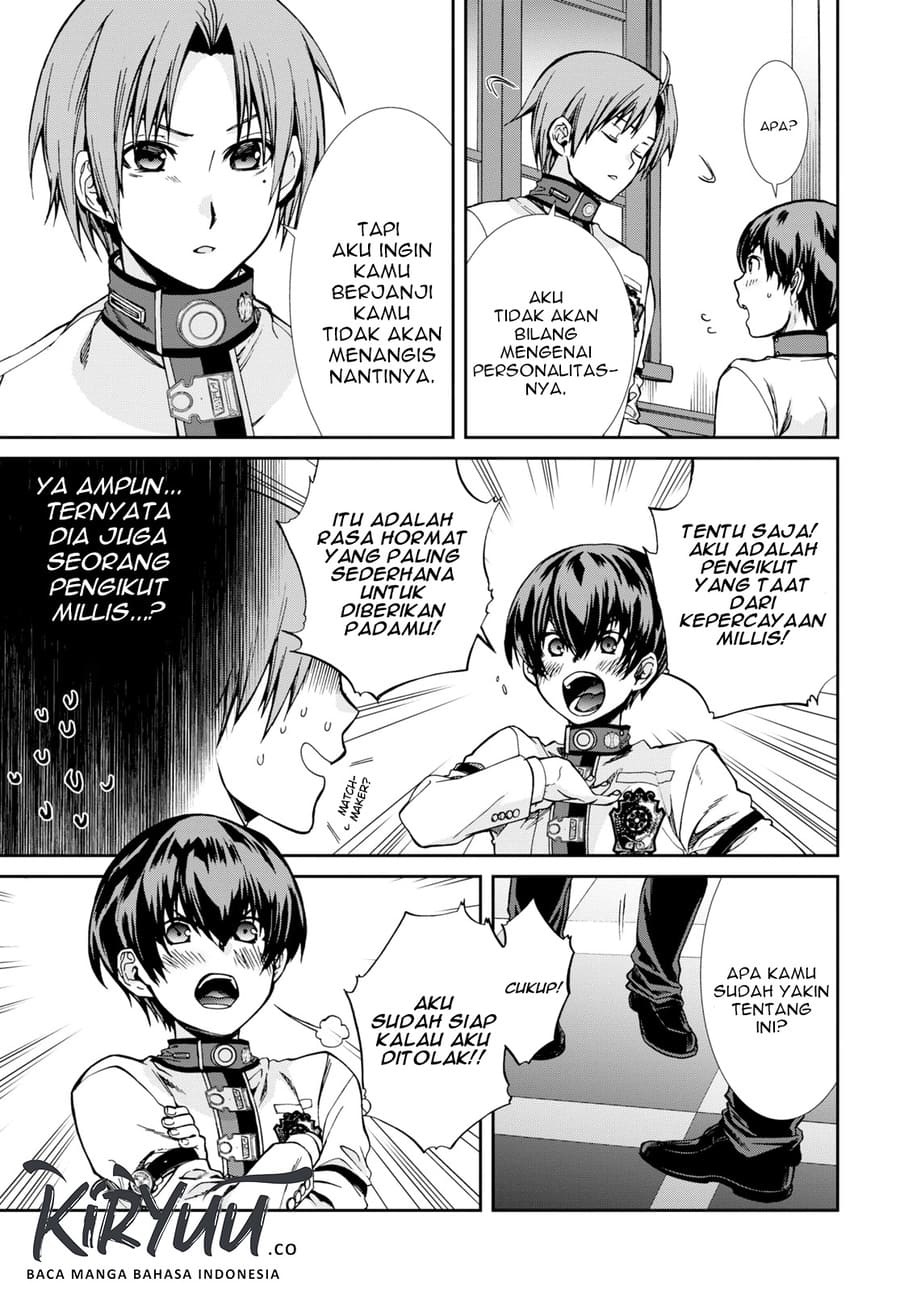 APA?
AKU
TIDAK AKAN
BILANG
MENGENAI
PERSONALITAS-
NYA.
TAPI
AKU INGIN
KAMU
BERJANJI
KAMU
TIDAK AKAN
MENANGIS
NANTINYA.
TENTU SAJA!
AKU ADALAH
PENGIKUT
YANG TAAT
DARI
KEPERCAYAAN
MILLIS!
ITU ADALAH
RASA HORMAT
YANG PALING
SEDERHANA
UNTUK
DIBERIKAN
PADAMU!
MATCH-
MAKER?
YA AMPUN...
TERNYATA
DIA JUGA
SEORANG
PENGIKUT
MILLIS...?
APA KAMU
SUDAH YAKIN
TENTANG
INI?
CUKUP!
AKU
SUDAH SIAP
KALAU AKU
DITOLAK!!
KIRYUU.CO
BACA MANGA BAHASA INDONESIA